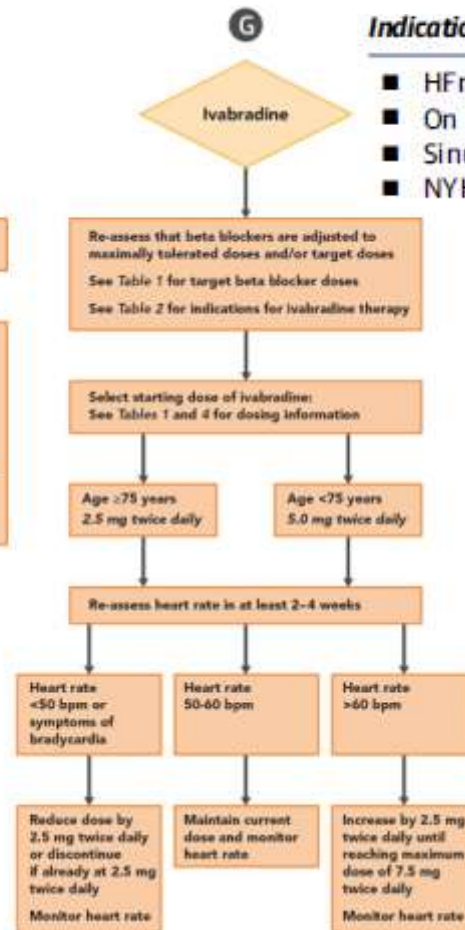 G
Indicatio
HFr
On
Sinu
NYH
Ivabradine
Re-assess that beta blockers are adjusted to
maximally tolerated doses and/or target doses
See Table 1 for target beta blocker doses
See Table 2 for indications for ivabradine therapy
Select starting dose of ivabradine:
See Tables 1 and 4 for dosing information
Age ≥75 years
2.5 mg twice daily
Age <75 years
5.0 mg twice daily
Re-assess heart rate in at least 2–4 weeks
Heart rate
<50 bpm or
symptoms of
bradycardia
Heart rate
50-60 bpm
Heart rate
>60 bpm
Reduce dose by
2.5 mg twice daily
or discontinue
if already at 2.5 mg
twice daily
Monitor heart rate
Maintain current
dose and monitor
heart rate
Increase by 2.5 mg
twice daily until
reaching maximum
dose of 7.5 mg
twice daily
Monitor heart rate